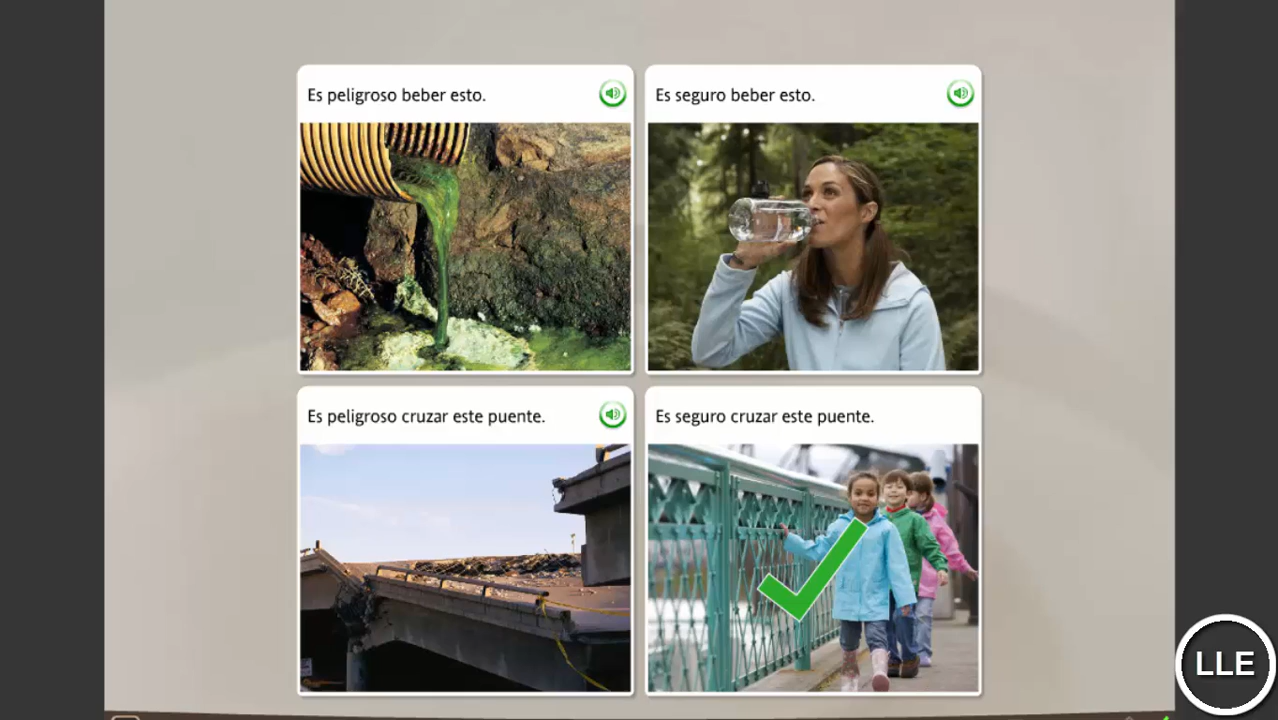 Es peligroso beber esto.
Es seguro beber esto.
Es peligroso cruzar este puente.
Es seguro cruzar este puente.
LLE